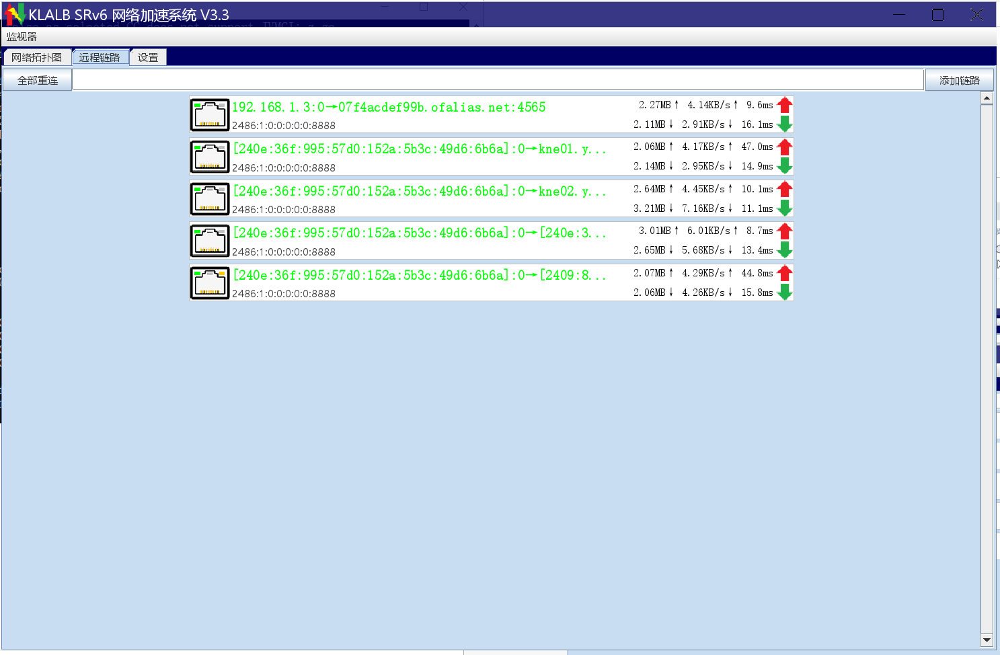 KLALB SRv6 网络加速系统 V3.3
监视器
网络拓扑图 远程链路 设置
全部重连 添加链路
192.168.1.3:0→07f4acdef99b.ofalias.net:4565 2.27MB↑ 4.14KB/s↑ 9.6ms
2486:1:0:0:0:0:0:8888 2.11MB↓ 2.91KB/s↓ 16.1ms
[240e:36f:995:57d0:152a:5b3c:49d6:6b6a]:0→kne01.y... 2.06MB↑ 4.17KB/s↑ 47.0ms
2486:1:0:0:0:0:0:8888 2.14MB↓ 2.95KB/s↓ 14.9ms
[240e:36f:995:57d0:152a:5b3c:49d6:6b6a]:0→kne02.y... 2.64MB↑ 4.45KB/s↑ 10.1ms
2486:1:0:0:0:0:0:8888 3.21MB↓ 7.16KB/s↓ 11.1ms
[240e:36f:995:57d0:152a:5b3c:49d6:6b6a]:0→[240e:3... 3.01MB↑ 6.01KB/s↑ 8.7ms
2486:1:0:0:0:0:0:8888 2.65MB↓ 5.68KB/s↓ 13.4ms
[240e:36f:995:57d0:152a:5b3c:49d6:6b6a]:0→[2409:8... 2.07MB↑ 4.29KB/s↑ 44.8ms
2486:1:0:0:0:0:0:8888 2.06MB↓ 4.26KB/s↓ 15.8ms